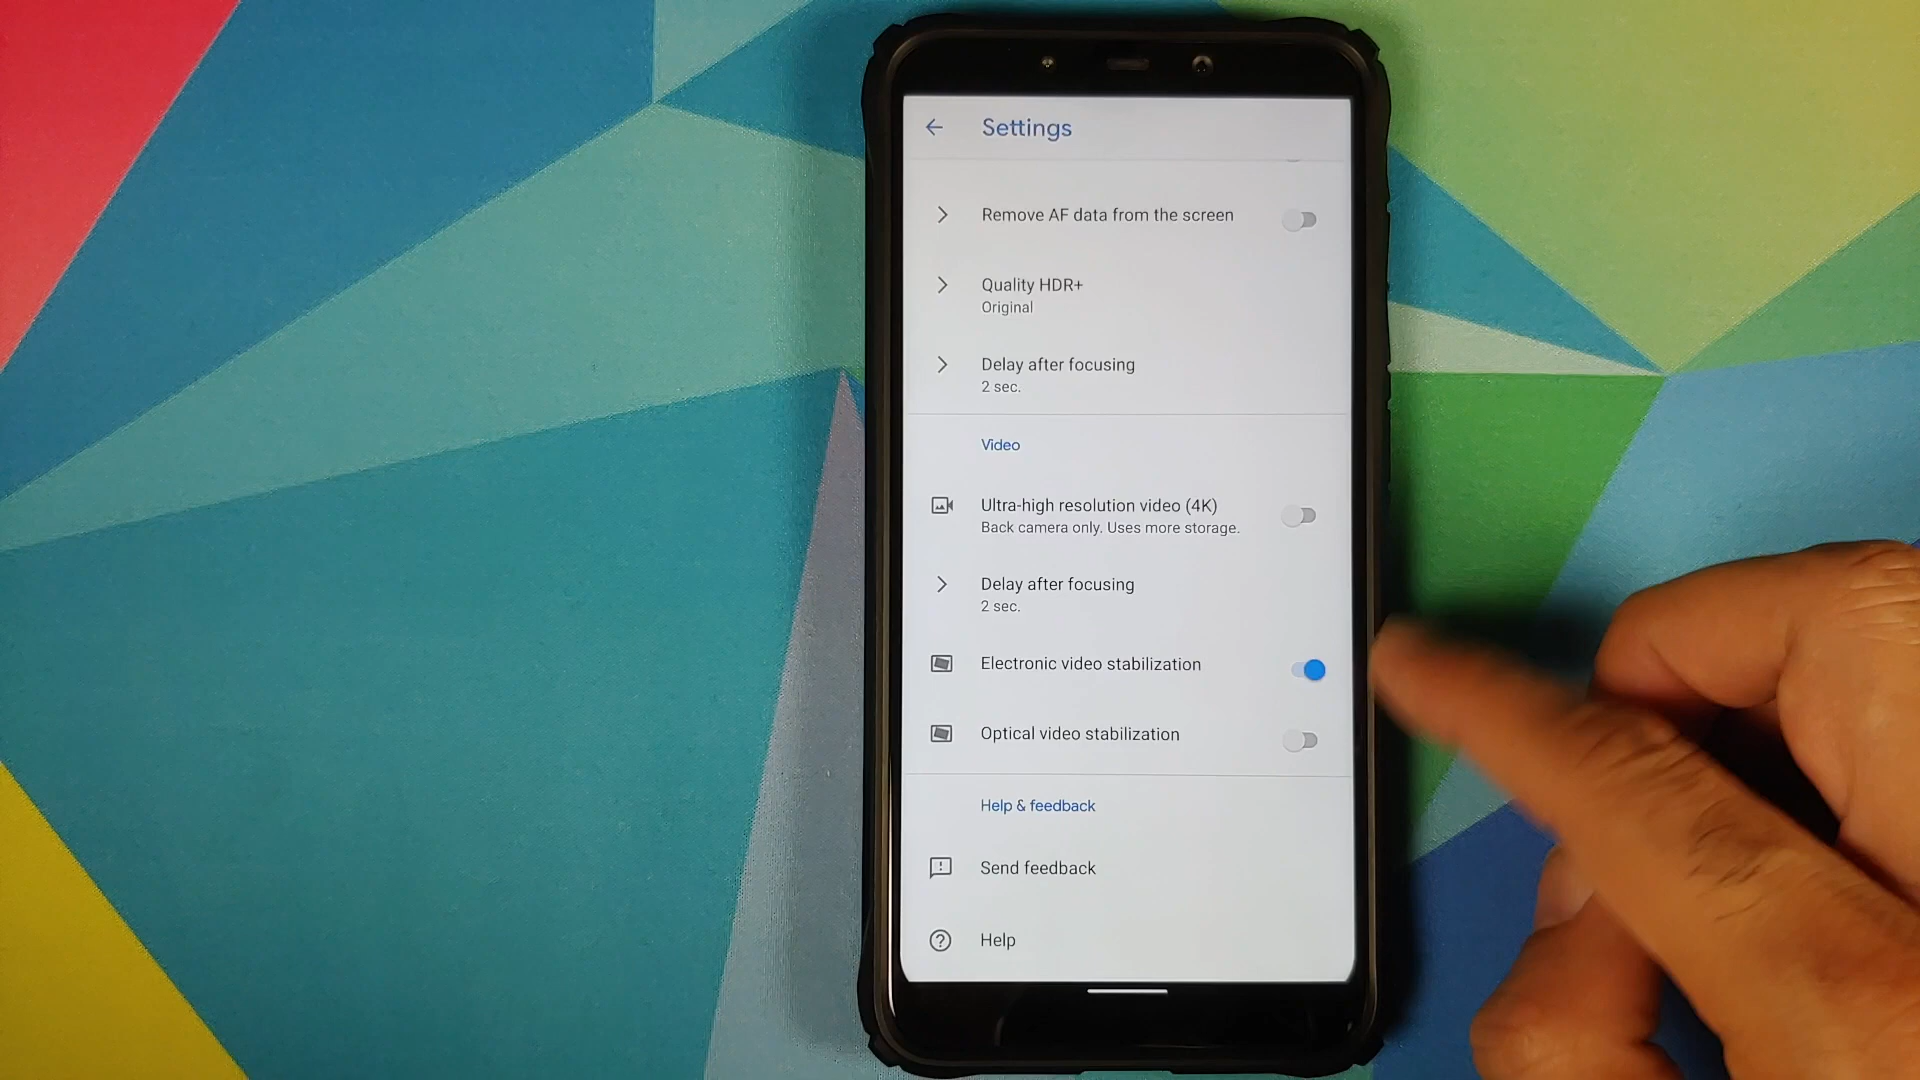 Settings
Remove AF data from the screen
Quality HDR+
Original
Delay after focusing
2 sec.
Video
Ultra-high resolution video (4K)
Back camera only. Uses more storage.
Delay after focusing
2 sec.
Electronic video stabilization
Optical video stabilization
Help & feedback
Send feedback
Help